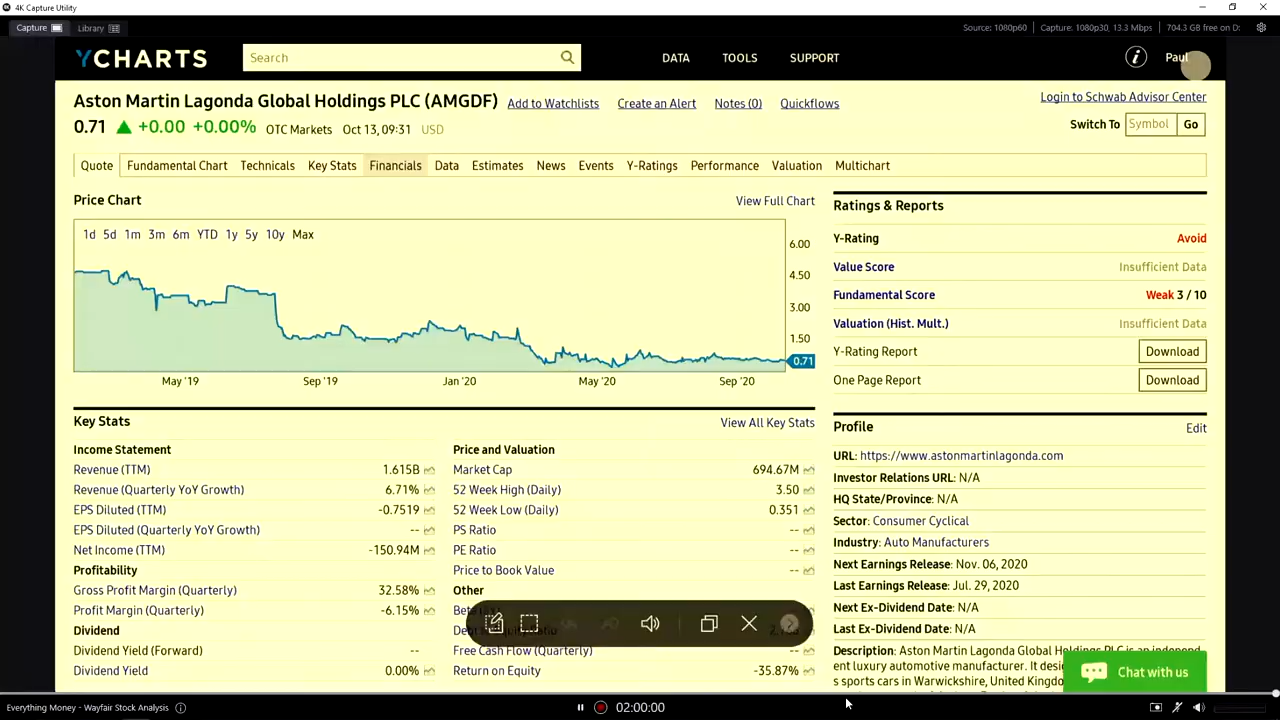 4K Capture Utility
Capture Library Source: 1080p60 Capture: 1080p30, 13.3 Mbps 704.3 GB free on D:
YCHARTS Search DATA TOOLS SUPPORT Paul
Aston Martin Lagonda Global Holdings PLC (AMGDF) Add to Watchlists Create an Alert Notes (0) Quickflows Login to Schwab Advisor Center
0.71 +0.00 +0.00% OTC Markets Oct 13, 09:31 USD Switch To Symbol Go
Quote Fundamental Chart Technicals Key Stats Financials Data Estimates News Events Y-Ratings Performance Valuation Multichart
Price Chart View Full Chart
1d 5d 1m 3m 6m YTD 1y 5y 10y Max
6.00
4.50
3.00
1.50
0.71
May '19 Sep '19 Jan '20 May '20 Sep '20
Key Stats View All Key Stats
Income Statement
Revenue (TTM) 1.615B
Revenue (Quarterly YoY Growth) 6.71%
EPS Diluted (TTM) -0.7519
EPS Diluted (Quarterly YoY Growth) --
Net Income (TTM) -150.94M
Profitability
Gross Profit Margin (Quarterly) 32.58%
Profit Margin (Quarterly) -6.15%
Dividend
Dividend Yield (Forward) --
Dividend Yield 0.00%
Price and Valuation
Market Cap 694.67M
52 Week High (Daily) 3.50
52 Week Low (Daily) 0.351
PS Ratio --
PE Ratio --
Price to Book Value --
Other
Free Cash Flow (Quarterly)
Return on Equity -35.87%
Ratings & Reports
Y-Rating Avoid
Value Score Insufficient Data
Fundamental Score Weak 3 / 10
Valuation (Hist. Mult.) Insufficient Data
Y-Rating Report Download
One Page Report Download
Profile Edit
URL: https://www.astonmartinlagonda.com
Investor Relations URL: N/A
HQ State/Province: N/A
Sector: Consumer Cyclical
Industry: Auto Manufacturers
Next Earnings Release: Nov. 06, 2020
Last Earnings Release: Jul. 29, 2020
Next Ex-Dividend Date: N/A
Last Ex-Dividend Date: N/A
Description: Aston Martin Lagonda Global Holdings PLC is an independ
ent luxury automotive manufacturer. It desi
s sports cars in Warwickshire, United Kingdo
Chat with us
Everything Money - Wayfair Stock Analysis 02:00:00